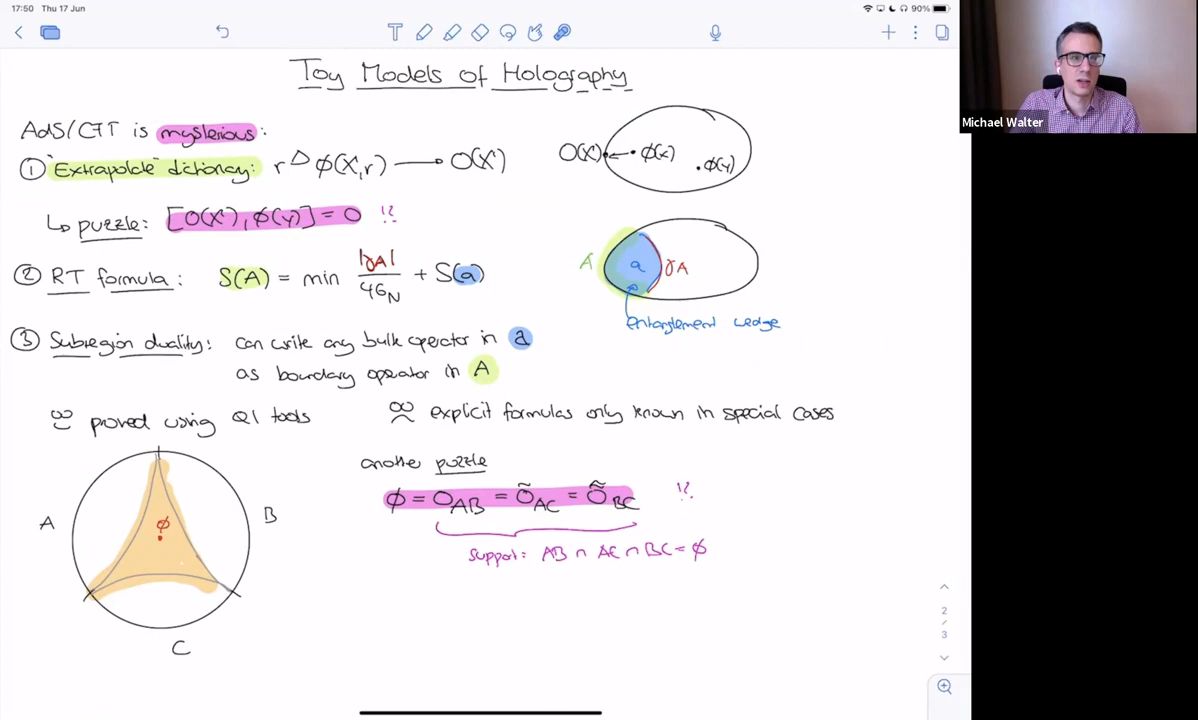 17:50 Thu 17 Jun
90%
Toy Models of Holography
Michael Walter
AdS/CFT is mysterious:
① "Extrapolate" dictionary: r^Δ φ(X,r) → O(X)
O(X) ← φ(x)
φ(y)
↳ puzzle: [O(X), φ(y)] = 0 !?
② RT formula: S(A) = min |γA| / 4G_N + S(a)
A a γA
entanglement wedge
③ Subregion duality: can write any bulk operator in a
as boundary operator in A
proved using QI tools
explicit formulas only known in special cases
another puzzle
φ = O_AB = Õ_AC = Õ_BC !?
support: AB ∩ AC ∩ BC = ∅
A
B
φ
C
2
/
3